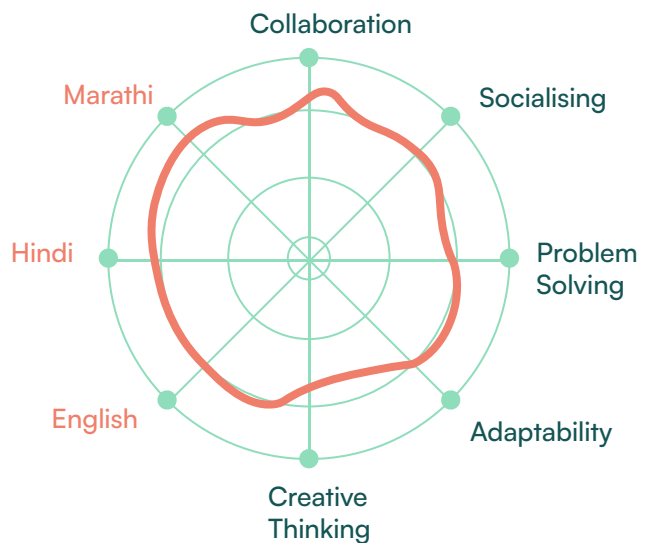 Collaboration
Marathi
Socialising
Hindi
Problem
Solving
English
Adaptability
Creative
Thinking